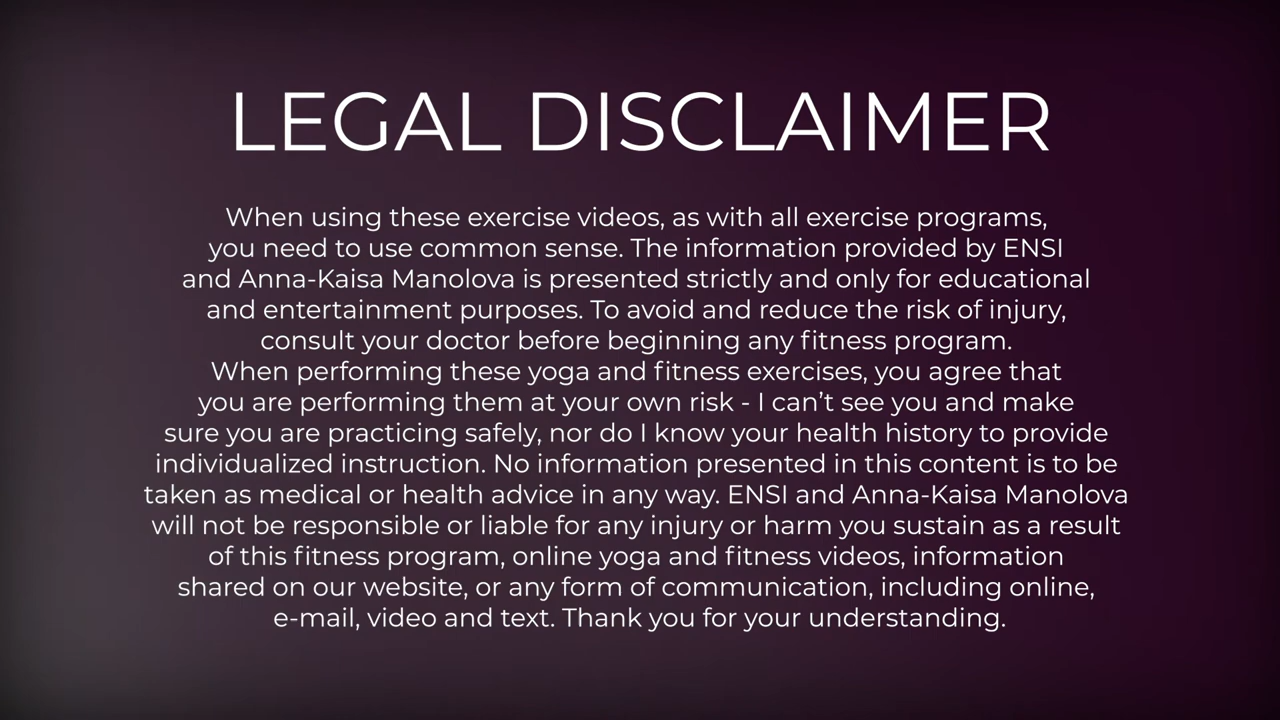 LEGAL DISCLAIMER
When using these exercise videos, as with all exercise programs,
you need to use common sense. The information provided by ENSI
and Anna-Kaisa Manolova is presented strictly and only for educational
and entertainment purposes. To avoid and reduce the risk of injury,
consult your doctor before beginning any fitness program.
When performing these yoga and fitness exercises, you agree that
you are performing them at your own risk - I can’t see you and make
sure you are practicing safely, nor do I know your health history to provide
individualized instruction. No information presented in this content is to be
taken as medical or health advice in any way. ENSI and Anna-Kaisa Manolova
will not be responsible or liable for any injury or harm you sustain as a result
of this fitness program, online yoga and fitness videos, information
shared on our website, or any form of communication, including online,
e-mail, video and text. Thank you for your understanding.